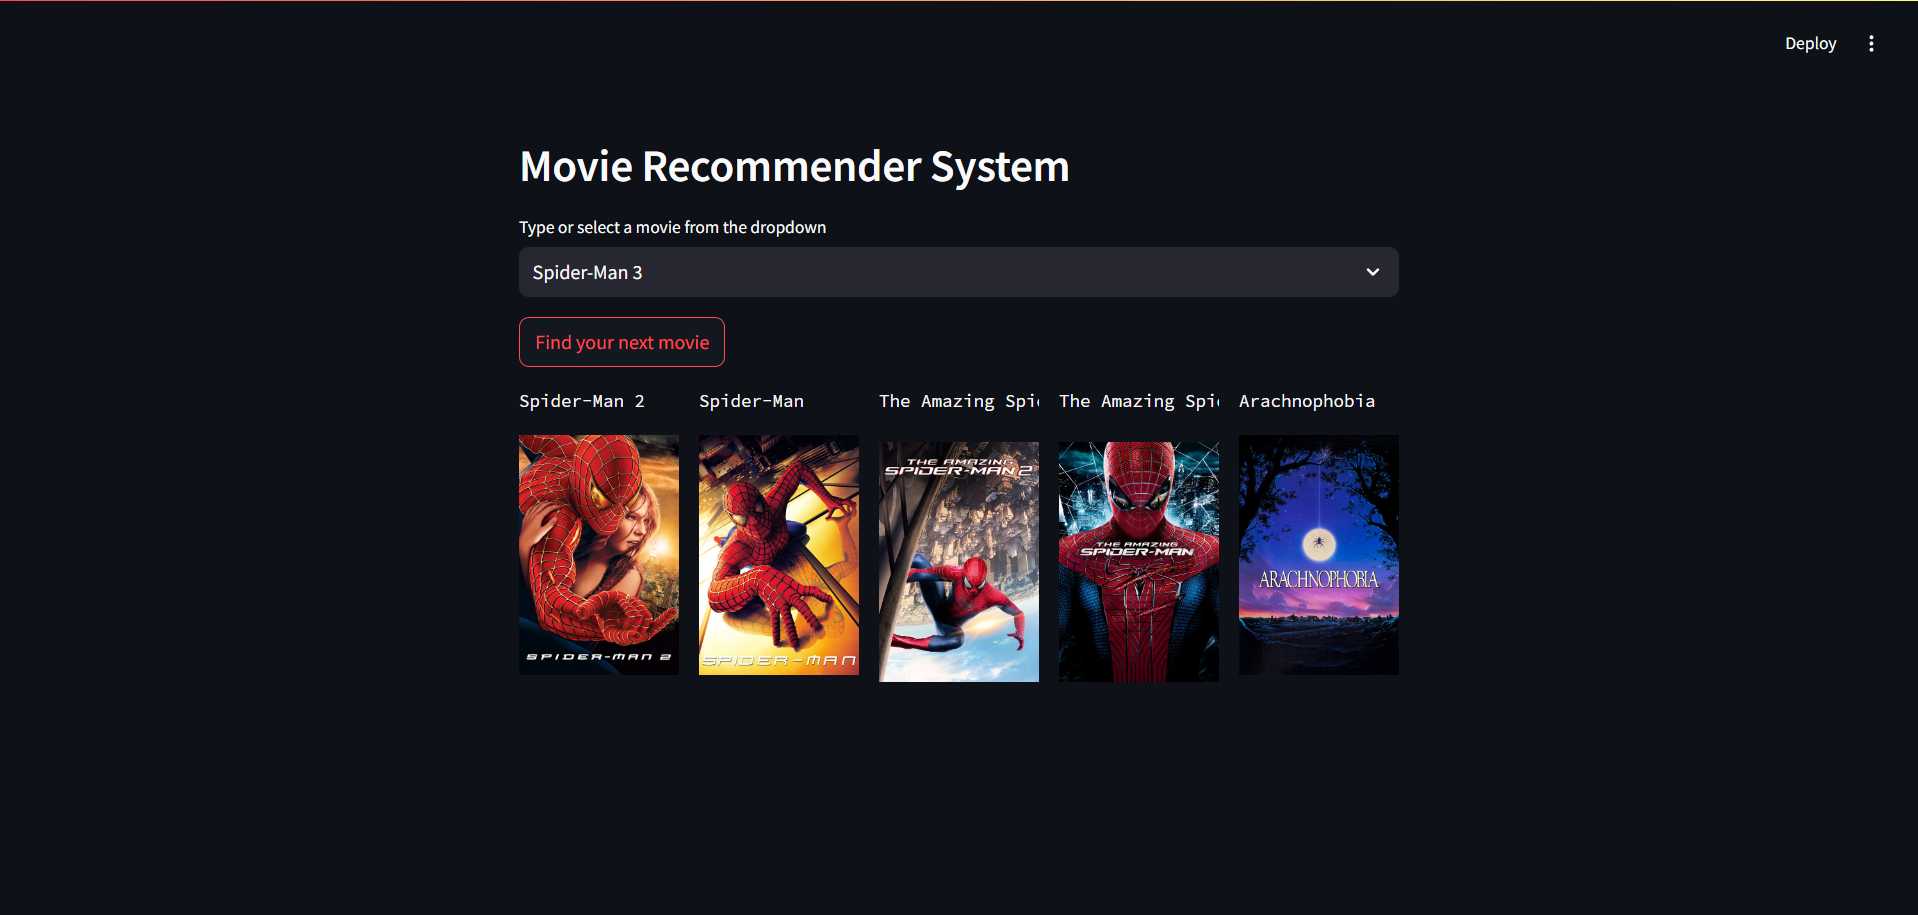 Deploy
Movie Recommender System
Type or select a movie from the dropdown
Spider-Man 3
Find your next movie
Spider-Man 2
Spider-Man
The Amazing Spi
The Amazing Spi
Arachnophobia
SPIDER-MAN 2
SPIDER-MAN
THE AMAZING
SPIDER-MAN 2
THE AMAZING
SPIDER-MAN
ARACHNOPHOBIA